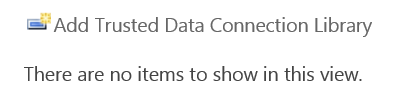 Add Trusted Data Connection Library
There are no items to show in this view.